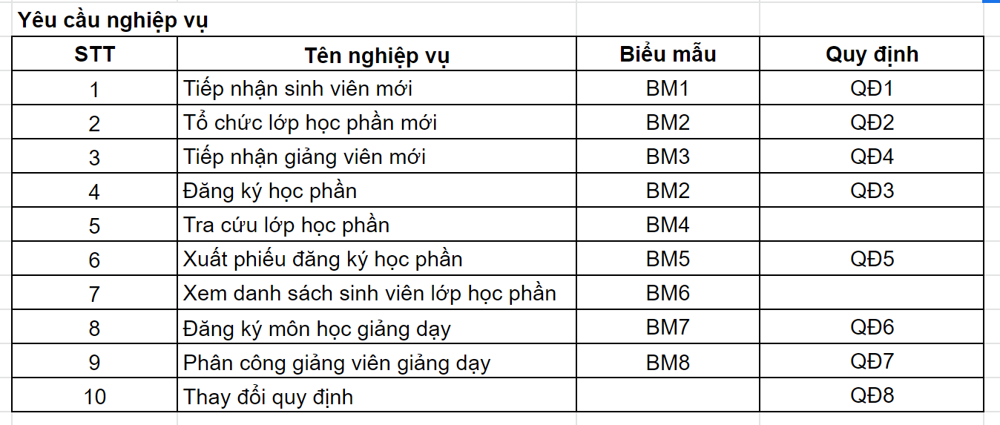 Yêu cầu nghiệp vụ
STT Tên nghiệp vụ Biểu mẫu Quy định
1 Tiếp nhận sinh viên mới BM1 QĐ1
2 Tổ chức lớp học phần mới BM2 QĐ2
3 Tiếp nhận giảng viên mới BM3 QĐ4
4 Đăng ký học phần BM2 QĐ3
5 Tra cứu lớp học phần BM4
6 Xuất phiếu đăng ký học phần BM5 QĐ5
7 Xem danh sách sinh viên lớp học phần BM6
8 Đăng ký môn học giảng dạy BM7 QĐ6
9 Phân công giảng viên giảng dạy BM8 QĐ7
10 Thay đổi quy định QĐ8